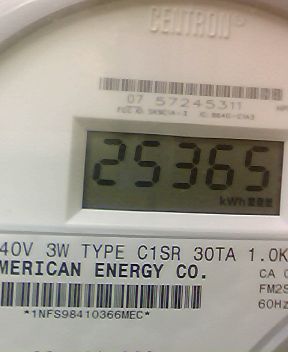 CENTRON®
07 57245311
25365
kWh
40V 3W TYPE C1SR 30TA 1.0K
MERICAN ENERGY CO.
CA
FM2S
60Hz
*1NFS98410366MEC*